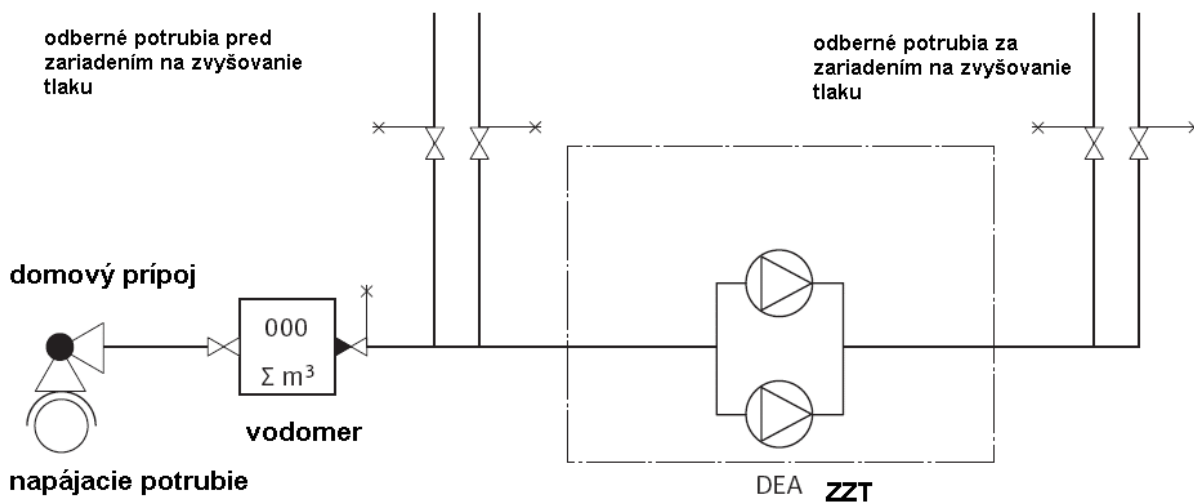 odberné potrubia pred
zariadením na zvyšovanie
tlaku
odberné potrubia za
zariadením na zvyšovanie
tlaku
domový prípoj
000
Σ m³
vodomer
napájacie potrubie
DEA ZZT